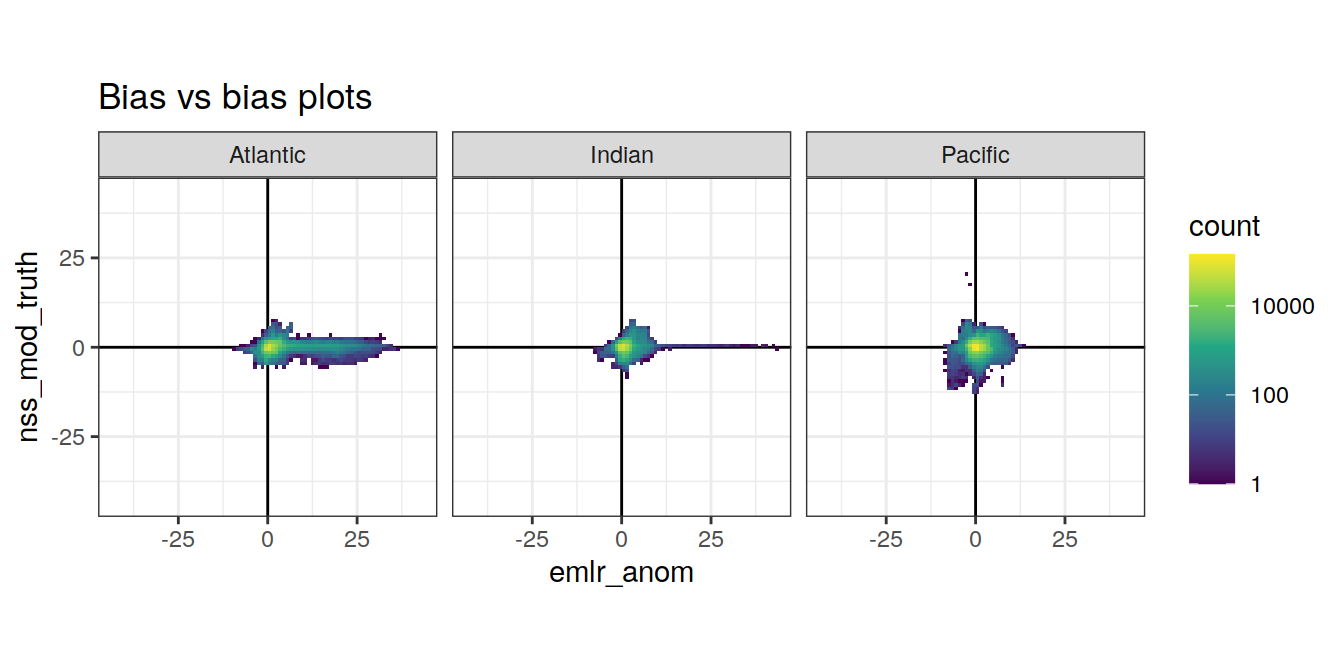 Bias vs bias plots
Atlantic
Indian
Pacific
nss_mod_truth
25
0
-25
-25 0 25
-25 0 25
-25 0 25
emlr_anom
count
10000
100
1